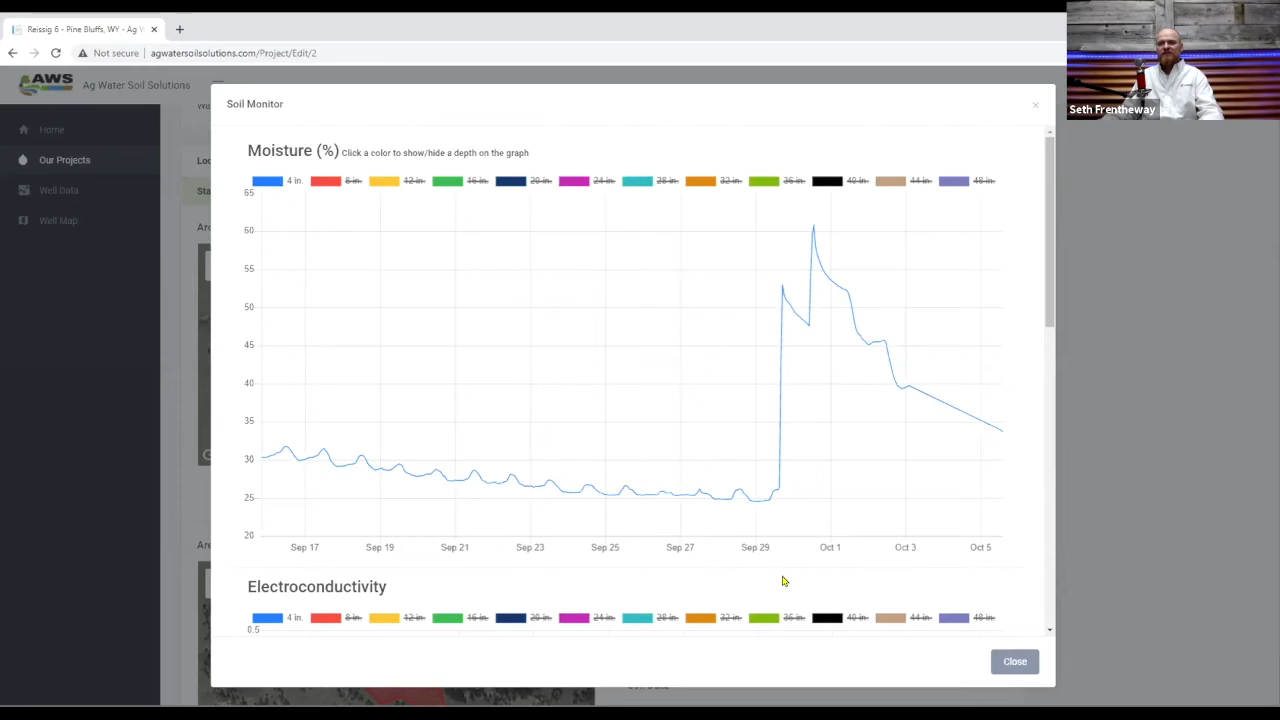 Reissig 6 - Pine Bluffs, WY - Ag W
Not secure
agwatersoilsolutions.com/Project/Edit/2
Seth Frentheway
AWS
Ag Water Soil Solutions
Home
Our Projects
Well Data
Well Map
Loc
Sta
Soil Monitor
Moisture (%) Click a color to show/hide a depth on the graph
4 in. 8 in. 12 in. 16 in. 20 in. 24 in. 28 in. 32 in. 36 in. 40 in. 44 in. 48 in.
65
60
55
50
45
40
35
30
25
20
Sep 17 Sep 19 Sep 21 Sep 23 Sep 25 Sep 27 Sep 29 Oct 1 Oct 3 Oct 5
Electroconductivity
4 in. 8 in. 12 in. 16 in. 20 in. 24 in. 28 in. 32 in. 36 in. 40 in. 44 in. 48 in.
0.5
Close